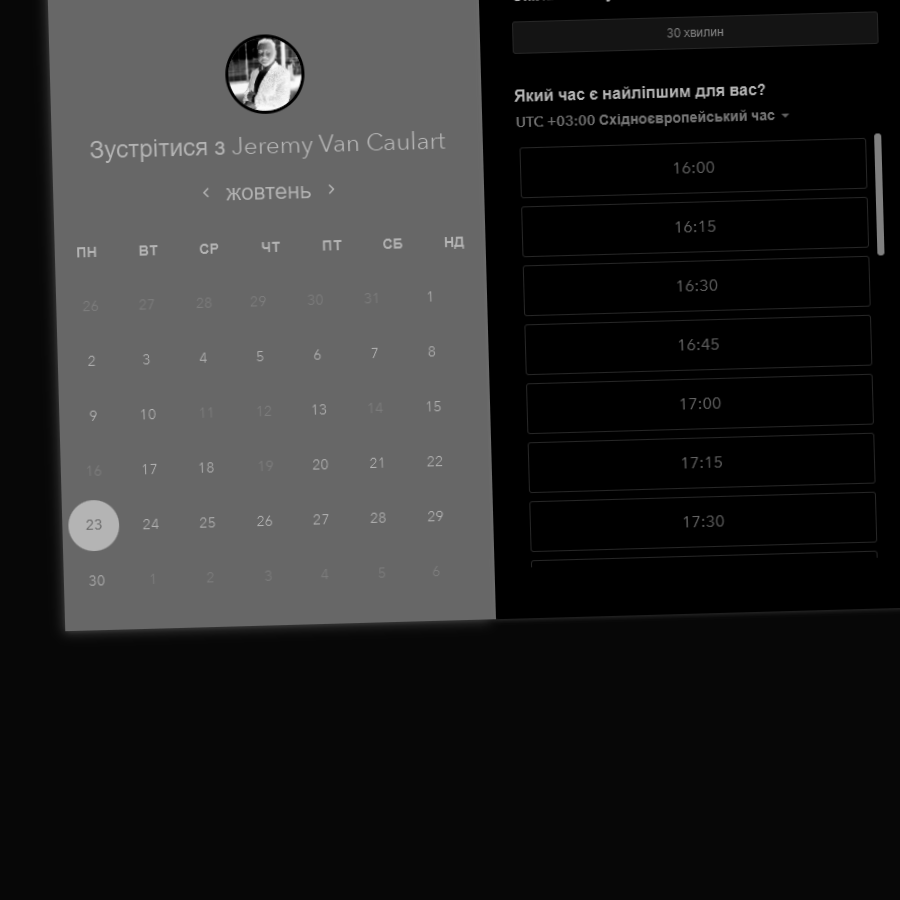 Зустрітися з Jeremy Van Caulart
< жовтень >
ПН ВТ СР ЧТ ПТ СБ НД
26 27 28 29 30 31 1
2 3 4 5 6 7 8
9 10 11 12 13 14 15
16 17 18 19 20 21 22
23 24 25 26 27 28 29
30 1 2 3 4 5 6
30 хвилин
Який час є найліпшим для вас?
UTC +03:00 Східноєвропейський час
16:00
16:15
16:30
16:45
17:00
17:15
17:30